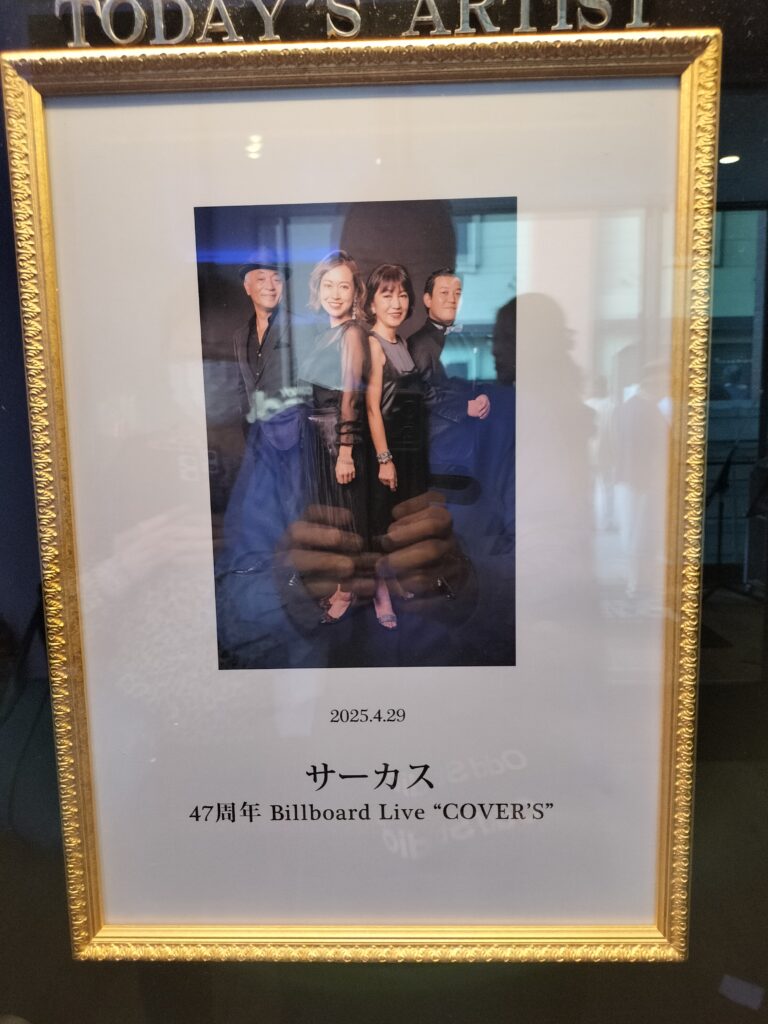 TODAY'S ARTIST
2025.4.29
サーカス
47周年 Billboard Live “COVER’S”